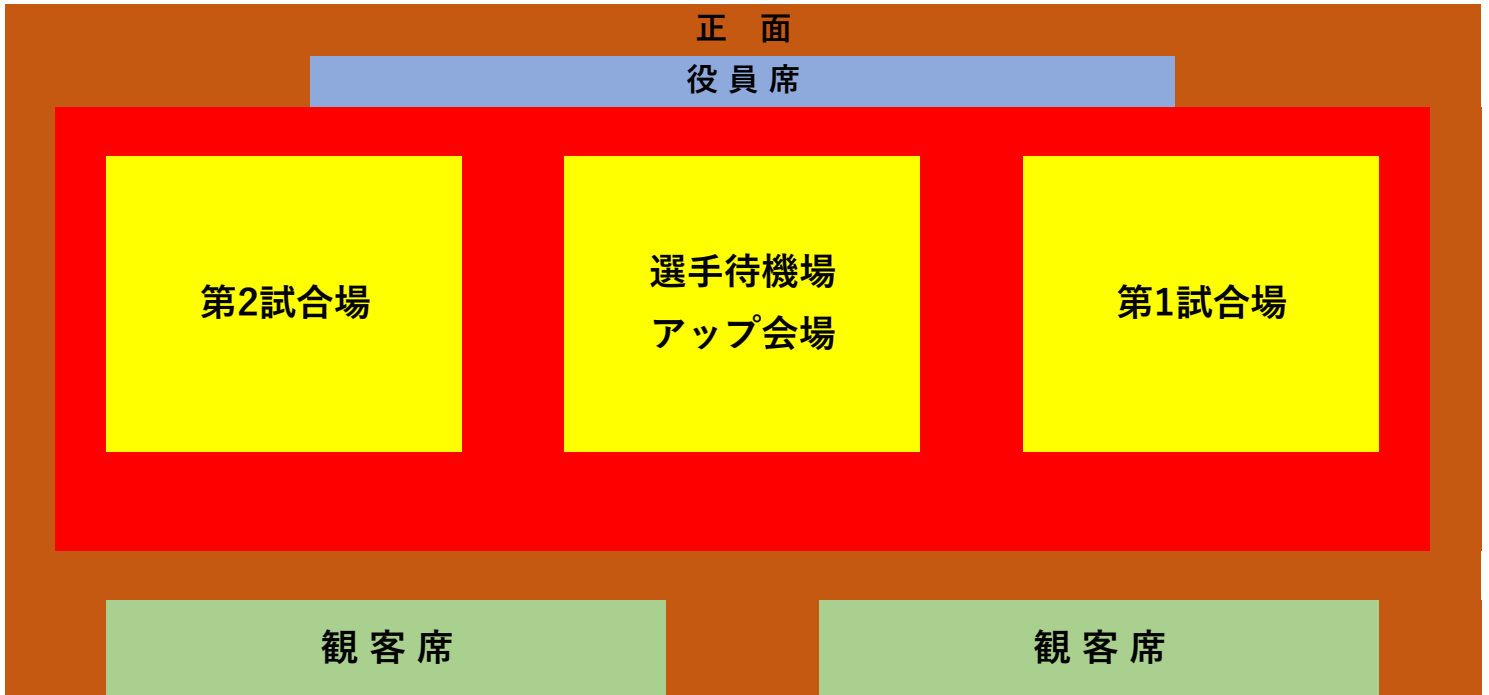 正　面
役 員 席
第2試合場
選手待機場
アップ会場
第1試合場
観 客 席
観 客 席